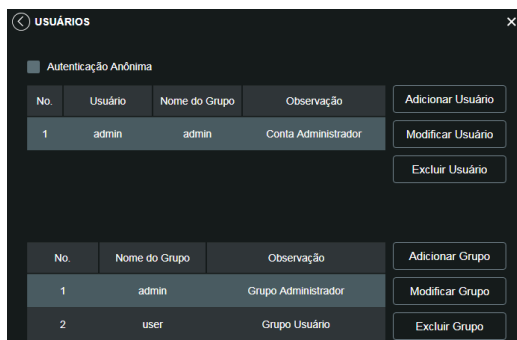 USUÁRIOS
Autenticação Anônima
No. Usuário Nome do Grupo Observação
1 admin admin Conta Administrador
Adicionar Usuário
Modificar Usuário
Excluir Usuário
No. Nome do Grupo Observação
1 admin Grupo Administrador
2 user Grupo Usuário
Adicionar Grupo
Modificar Grupo
Excluir Grupo